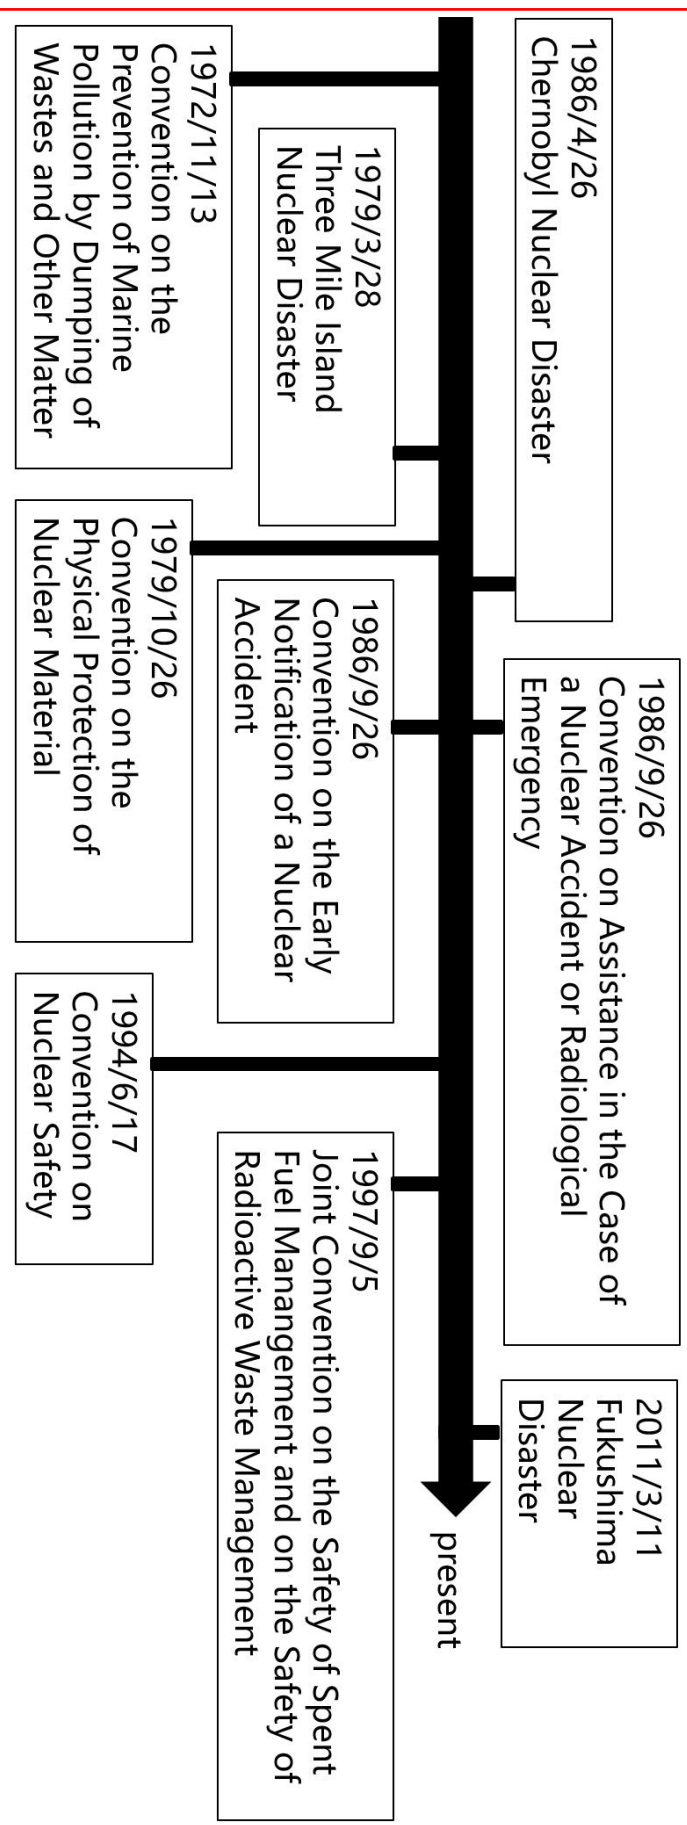 1986/4/26
Chernobyl Nuclear Disaster
1986/9/26
Convention on Assistance in the Case of
a Nuclear Accident or Radiological
Emergency
2011/3/11
Fukushima
Nuclear
Disaster
present
1979/3/28
Three Mile Island
Nuclear Disaster
1986/9/26
Convention on the Early
Notification of a Nuclear
Accident
1997/9/5
Joint Convention on the Safety of Spent
Fuel Manangement and on the Safety of
Radioactive Waste Management
1972/11/13
Convention on the
Prevention of Marine
Pollution by Dumping of
Wastes and Other Matter
1979/10/26
Convention on the
Physical Protection of
Nuclear Material
1994/6/17
Convention on
Nuclear Safety